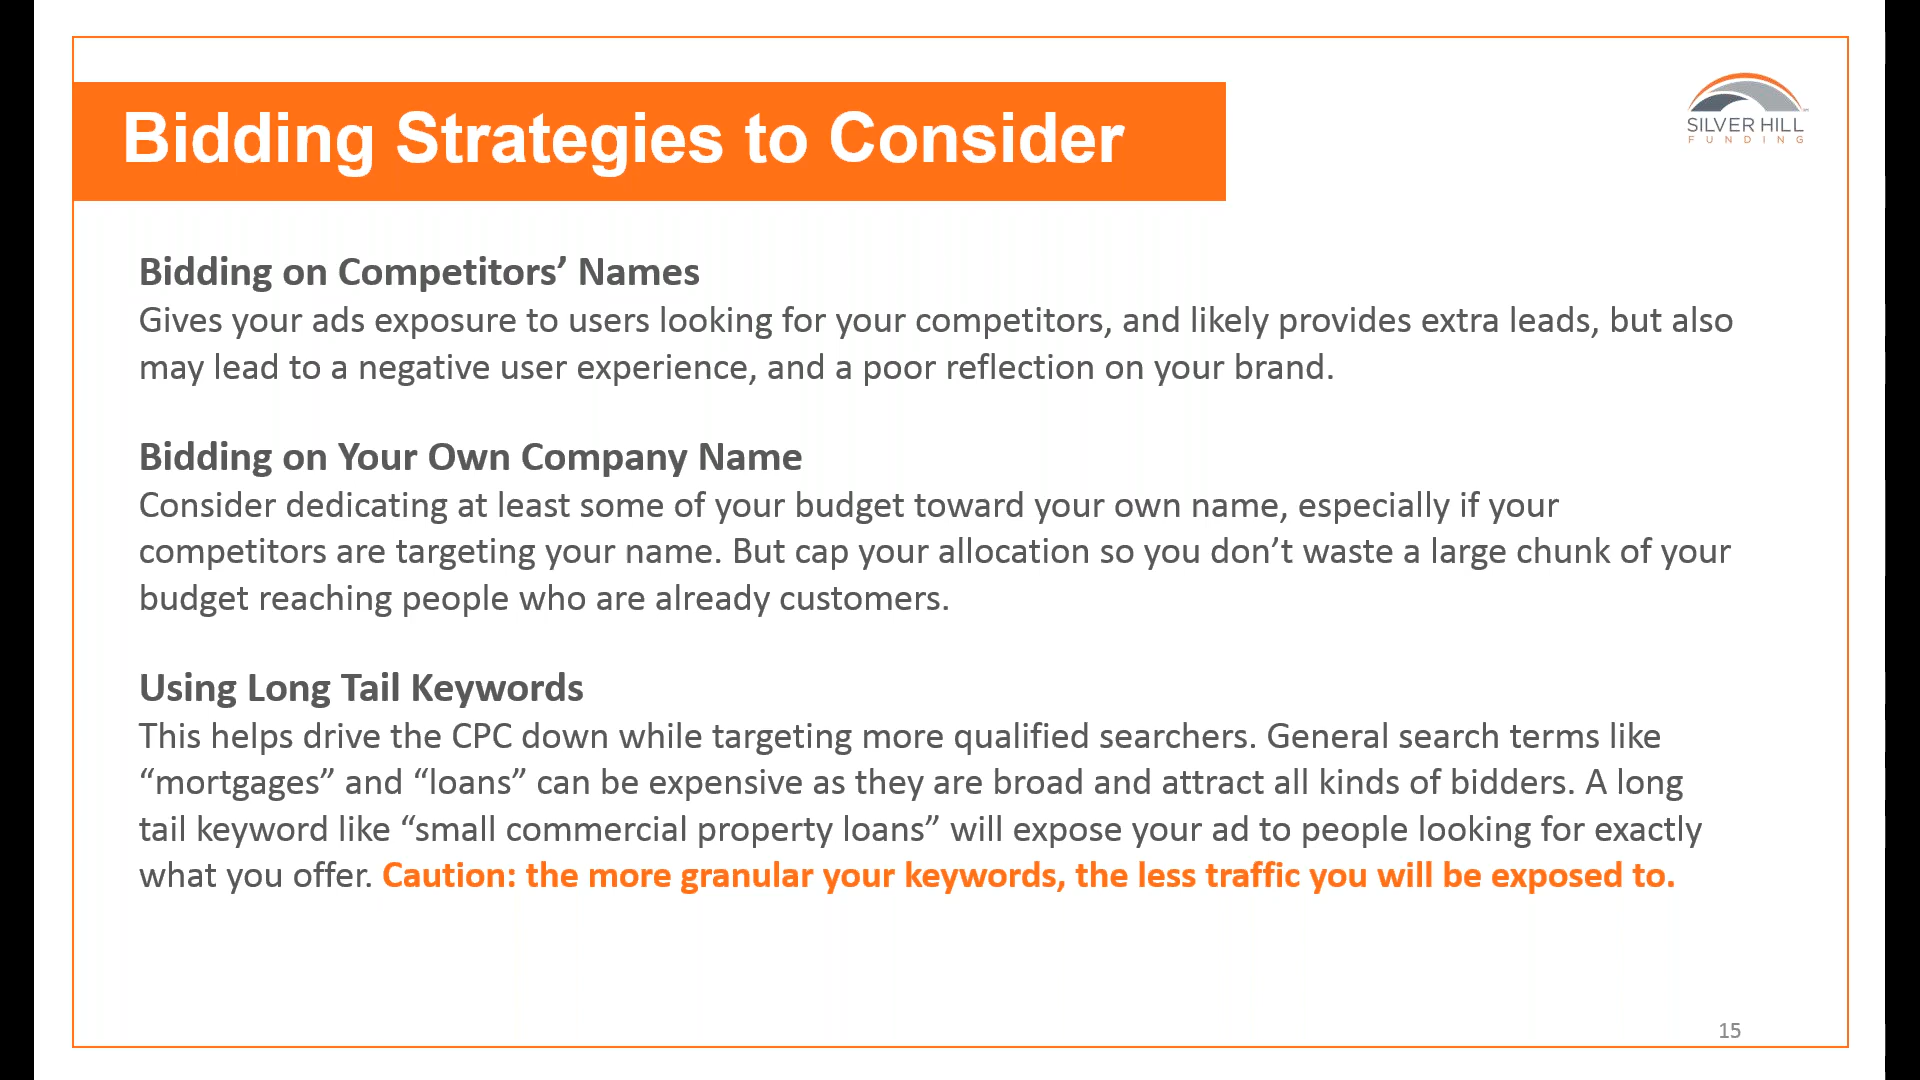 Bidding Strategies to Consider
SILVER HILL
FUNDING
Bidding on Competitors’ Names
Gives your ads exposure to users looking for your competitors, and likely provides extra leads, but also
may lead to a negative user experience, and a poor reflection on your brand.
Bidding on Your Own Company Name
Consider dedicating at least some of your budget toward your own name, especially if your
competitors are targeting your name. But cap your allocation so you don’t waste a large chunk of your
budget reaching people who are already customers.
Using Long Tail Keywords
This helps drive the CPC down while targeting more qualified searchers. General search terms like
“mortgages” and “loans” can be expensive as they are broad and attract all kinds of bidders. A long
tail keyword like “small commercial property loans” will expose your ad to people looking for exactly
what you offer. Caution: the more granular your keywords, the less traffic you will be exposed to.
15